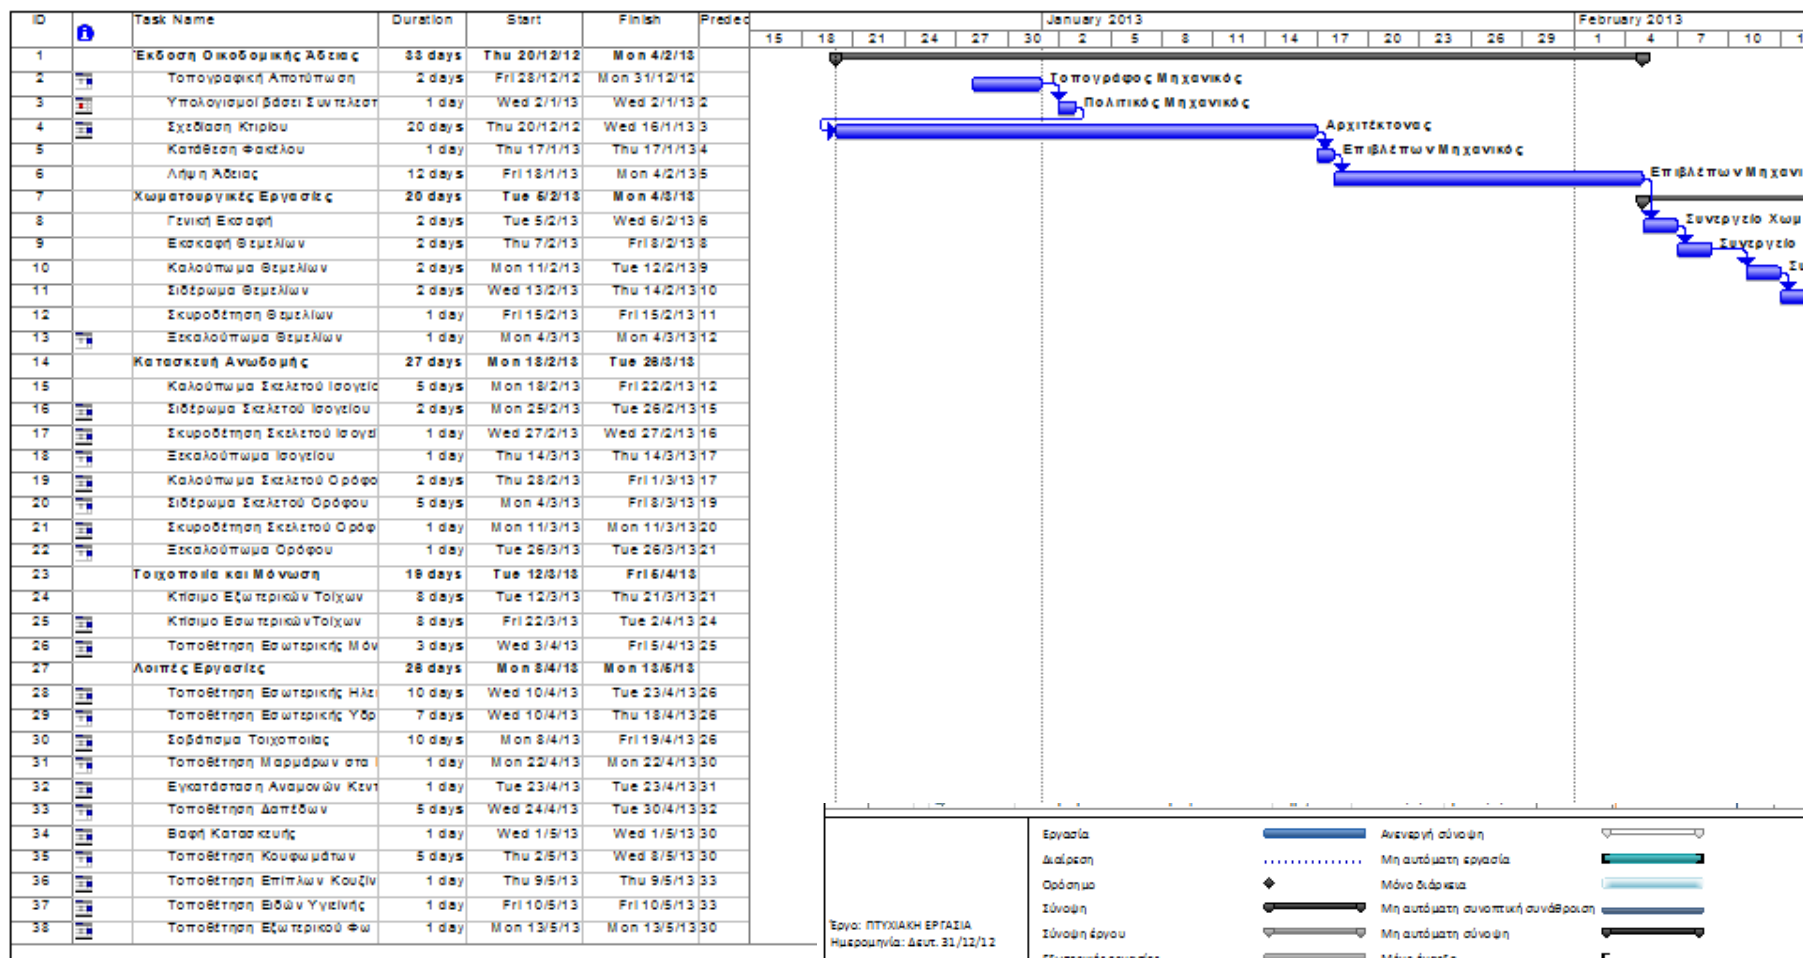 ID Task Name Duration Start Finish Predec
January 2013 February 2013
15 18 21 24 27 30 2 5 8 11 14 17 20 23 26 29 1 4 7 10 1
1 Έκδοση Οικοδομικής Άδειας 33 days Thu 20/12/12 Mon 4/2/13
2 Τοπογραφική Αποτύπωση 2 days Fri 28/12/12 Mon 31/12/12 Τοπογράφος Μηχανικός
3 Υπολογισμοί βάσει Συντελεστ 1 day Wed 2/1/13 Wed 2/1/13 2 Πολιτικός Μηχανικός
4 Σχεδίαση Κτιρίου 20 days Thu 20/12/12 Wed 16/1/13 3 Αρχιτέκτονας
5 Κατάθεση Φακέλου 1 day Thu 17/1/13 Thu 17/1/13 4 Επιβλέπων Μηχανικός
6 Λήψη Άδειας 12 days Fri 18/1/13 Mon 4/2/13 5 Επιβλέπων Μηχανι
7 Χωματουργικές Εργασίες 20 days Tue 5/2/13 Mon 4/3/13
8 Γενική Εκσαφή 2 days Tue 5/2/13 Wed 6/2/13 6 Συνεργείο Χωμ
9 Εκσκαφή Θεμελίων 2 days Thu 7/2/13 Fri 8/2/13 8 Συνεργείο
10 Καλούπωμα Θεμελίων 2 days Mon 11/2/13 Tue 12/2/13 9 Συ
11 Σιδέρωμα Θεμελίων 2 days Wed 13/2/13 Thu 14/2/13 10
12 Σκυροδέτηση Θεμελίων 1 day Fri 15/2/13 Fri 15/2/13 11
13 Ξεκαλούπωμα Θεμελίων 1 day Mon 4/3/13 Mon 4/3/13 12
14 Κατασκευή Ανωδομής 27 days Mon 18/2/13 Tue 26/3/13
15 Καλούπωμα Σκελετού Ισογείο 5 days Mon 18/2/13 Fri 22/2/13 12
16 Σιδέρωμα Σκελετού Ισογείου 2 days Mon 25/2/13 Tue 26/2/13 15
17 Σκυροδέτηση Σκελετού Ισογεί 1 day Wed 27/2/13 Wed 27/2/13 16
18 Ξεκαλούπωμα Ισογείου 1 day Thu 14/3/13 Thu 14/3/13 17
19 Καλούπωμα Σκελετού Ορόφο 2 days Thu 28/2/13 Fri 1/3/13 17
20 Σιδέρωμα Σκελετού Ορόφου 5 days Mon 4/3/13 Fri 8/3/13 19
21 Σκυροδέτηση Σκελετού Ορόφ 1 day Mon 11/3/13 Mon 11/3/13 20
22 Ξεκαλούπωμα Ορόφου 1 day Tue 26/3/13 Tue 26/3/13 21
23 Τοιχοποιία και Μόνωση 19 days Tue 12/3/13 Fri 5/4/13
24 Κτίσιμο Εξωτερικών Τοίχων 8 days Tue 12/3/13 Thu 21/3/13 21
25 Κτίσιμο Εσωτερικών Τοίχων 8 days Fri 22/3/13 Tue 2/4/13 24
26 Τοποθέτηση Εσωτερικής Μόν 3 days Wed 3/4/13 Fri 5/4/13 25
27 Λοιπές Εργασίες 26 days Mon 8/4/13 Mon 13/5/13
28 Τοποθέτηση Εσωτερικής Ηλε 10 days Wed 10/4/13 Tue 23/4/13 26
29 Τοποθέτηση Εσωτερικής Υδρ 7 days Wed 10/4/13 Thu 18/4/13 26
30 Σοβάτισμα Τοιχοποιίας 10 days Mon 8/4/13 Fri 19/4/13 26
31 Τοποθέτηση Μαρμάρων στα 1 day Mon 22/4/13 Mon 22/4/13 30
32 Εγκατάσταση Αναμονών Κεντ 1 day Tue 23/4/13 Tue 23/4/13 31
33 Τοποθέτηση Δαπέδων 5 days Wed 24/4/13 Tue 30/4/13 32
34 Βαφή Κατασκευής 1 day Wed 1/5/13 Wed 1/5/13 30
35 Τοποθέτηση Κουφωμάτων 5 days Thu 2/5/13 Wed 8/5/13 30
36 Τοποθέτηση Επίπλων Κουζίν 1 day Thu 9/5/13 Thu 9/5/13 33
37 Τοποθέτηση Ειδών Υγιεινής 1 day Fri 10/5/13 Fri 10/5/13 33
38 Τοποθέτηση Εξωτερικού Φω 1 day Mon 13/5/13 Mon 13/5/13 30
Εργασία Ανενεργή σύνοψη
Διαίρεση Μη αυτόματη εργασία
Ορόσημο Μόνο διάρκεια
Σύνοψη Μη αυτόματη συνοπτική συνάθροιση
Σύνοψη έργου Μη αυτόματη σύνοψη
Έργο: ΠΤΥΧΙΑΚΗ ΕΡΓΑΣΙΑ
Ημερομηνία: Δευτ. 31/12/12